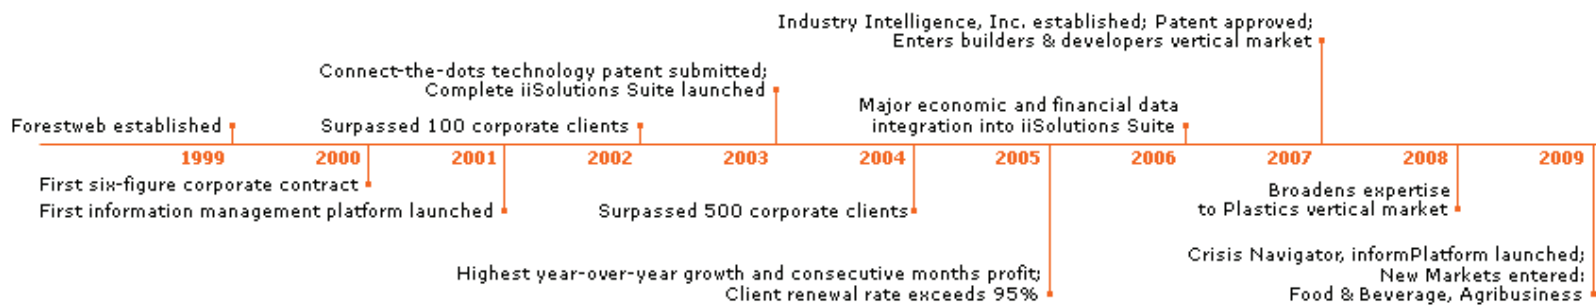 Industry Intelligence, Inc. established; Patent approved;
Enters builders & developers vertical market
Connect-the-dots technology patent submitted;
Complete iiSolutions Suite launched
Major economic and financial data
integration into iiSolutions Suite
Forestweb established
Surpassed 100 corporate clients
1999 2000 2001 2002 2003 2004 2005 2006 2007 2008 2009
First six-figure corporate contract
First information management platform launched
Surpassed 500 corporate clients
Broadens expertise
to Plastics vertical market
Highest year-over-year growth and consecutive months profit;
Client renewal rate exceeds 95%
Crisis Navigator, informPlatform launched;
New Markets entered;
Food & Beverage, Agribusiness